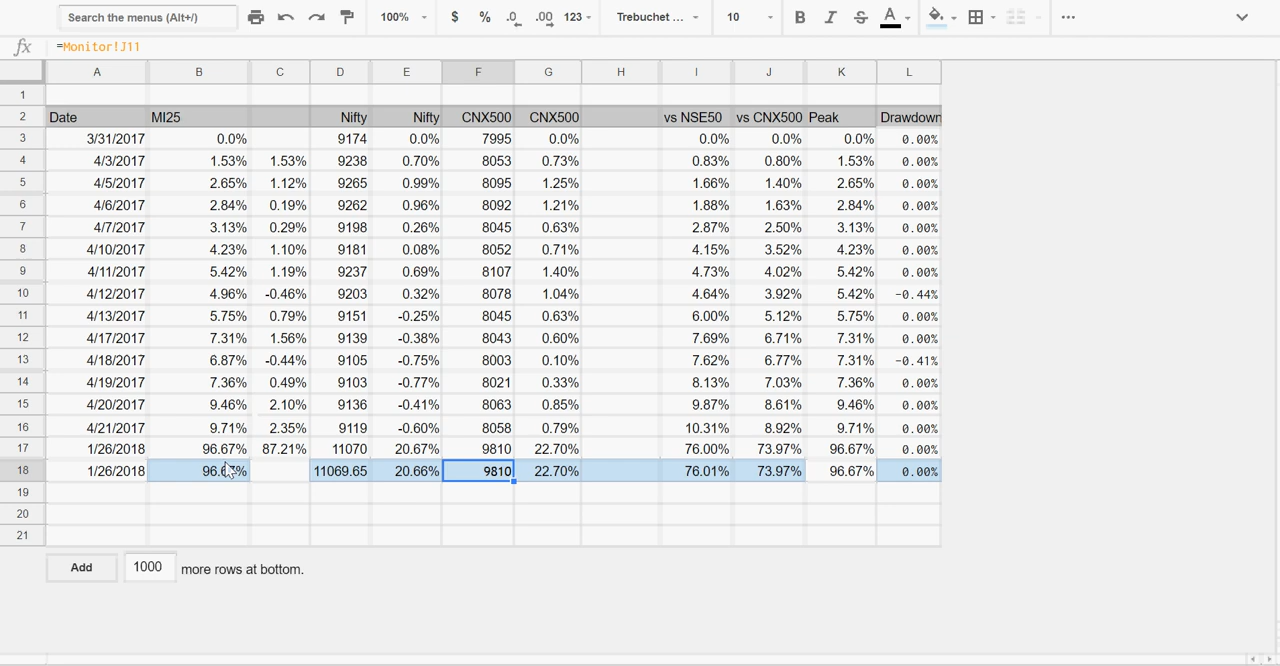 Search the menus (Alt+/) 100% $ % .0 .00 123 Trebuchet ... 10 B I S A ...
fx =Monitor!J11
A B C D E F G H I J K L
1
2 Date MI25 Nifty Nifty CNX500 CNX500 vs NSE50 vs CNX500 Peak Drawdown
3 3/31/2017 0.0% 9174 0.0% 7995 0.0% 0.0% 0.0% 0.0% 0.00%
4 4/3/2017 1.53% 1.53% 9238 0.70% 8053 0.73% 0.83% 0.80% 1.53% 0.00%
5 4/5/2017 2.65% 1.12% 9265 0.99% 8095 1.25% 1.66% 1.40% 2.65% 0.00%
6 4/6/2017 2.84% 0.19% 9262 0.96% 8092 1.21% 1.88% 1.63% 2.84% 0.00%
7 4/7/2017 3.13% 0.29% 9198 0.26% 8045 0.63% 2.87% 2.50% 3.13% 0.00%
8 4/10/2017 4.23% 1.10% 9181 0.08% 8052 0.71% 4.15% 3.52% 4.23% 0.00%
9 4/11/2017 5.42% 1.19% 9237 0.69% 8107 1.40% 4.73% 4.02% 5.42% 0.00%
10 4/12/2017 4.96% -0.46% 9203 0.32% 8078 1.04% 4.64% 3.92% 5.42% -0.44%
11 4/13/2017 5.75% 0.79% 9151 -0.25% 8045 0.63% 6.00% 5.12% 5.75% 0.00%
12 4/17/2017 7.31% 1.56% 9139 -0.38% 8043 0.60% 7.69% 6.71% 7.31% 0.00%
13 4/18/2017 6.87% -0.44% 9105 -0.75% 8003 0.10% 7.62% 6.77% 7.31% -0.41%
14 4/19/2017 7.36% 0.49% 9103 -0.77% 8021 0.33% 8.13% 7.03% 7.36% 0.00%
15 4/20/2017 9.46% 2.10% 9136 -0.41% 8063 0.85% 9.87% 8.61% 9.46% 0.00%
16 4/21/2017 9.71% 2.35% 9119 -0.60% 8058 0.79% 10.31% 8.92% 9.71% 0.00%
17 1/26/2018 96.67% 87.21% 11070 20.67% 9810 22.70% 76.00% 73.97% 96.67% 0.00%
18 1/26/2018 96.67% 11069.65 20.66% 9810 22.70% 76.01% 73.97% 96.67% 0.00%
19
20
21
Add 1000 more rows at bottom.